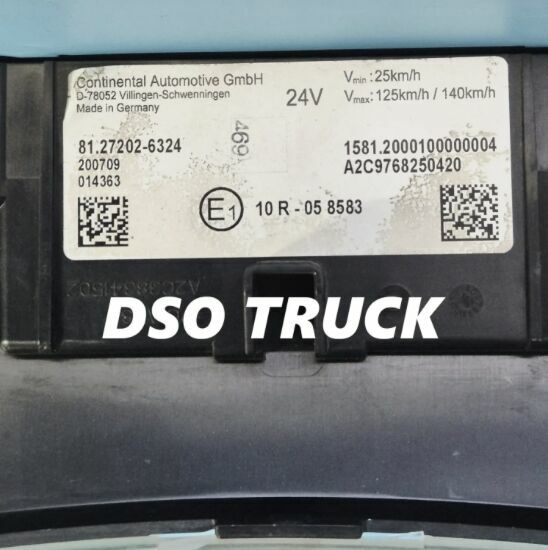 Continental Automotive GmbH
D-78052 Villingen-Schwenningen
Made in Germany
24V
Vmin :25km/h
Vmax: 125km/h / 140km/h
469
81.27202-6324
200709
014363
1581.2000100000004
A2C9768250420
E1
10 R - 05 8583
DSO TRUCK